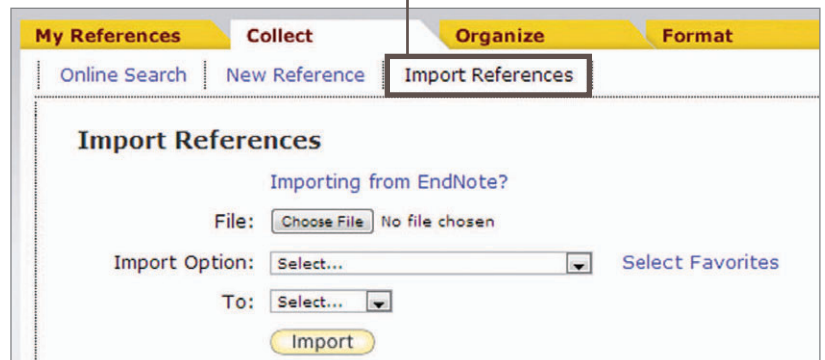 My References Collect Organize Format
Online Search New Reference Import References
Import References
Importing from EndNote?
File: Choose File No file chosen
Import Option: Select... Select Favorites
To: Select...
Import